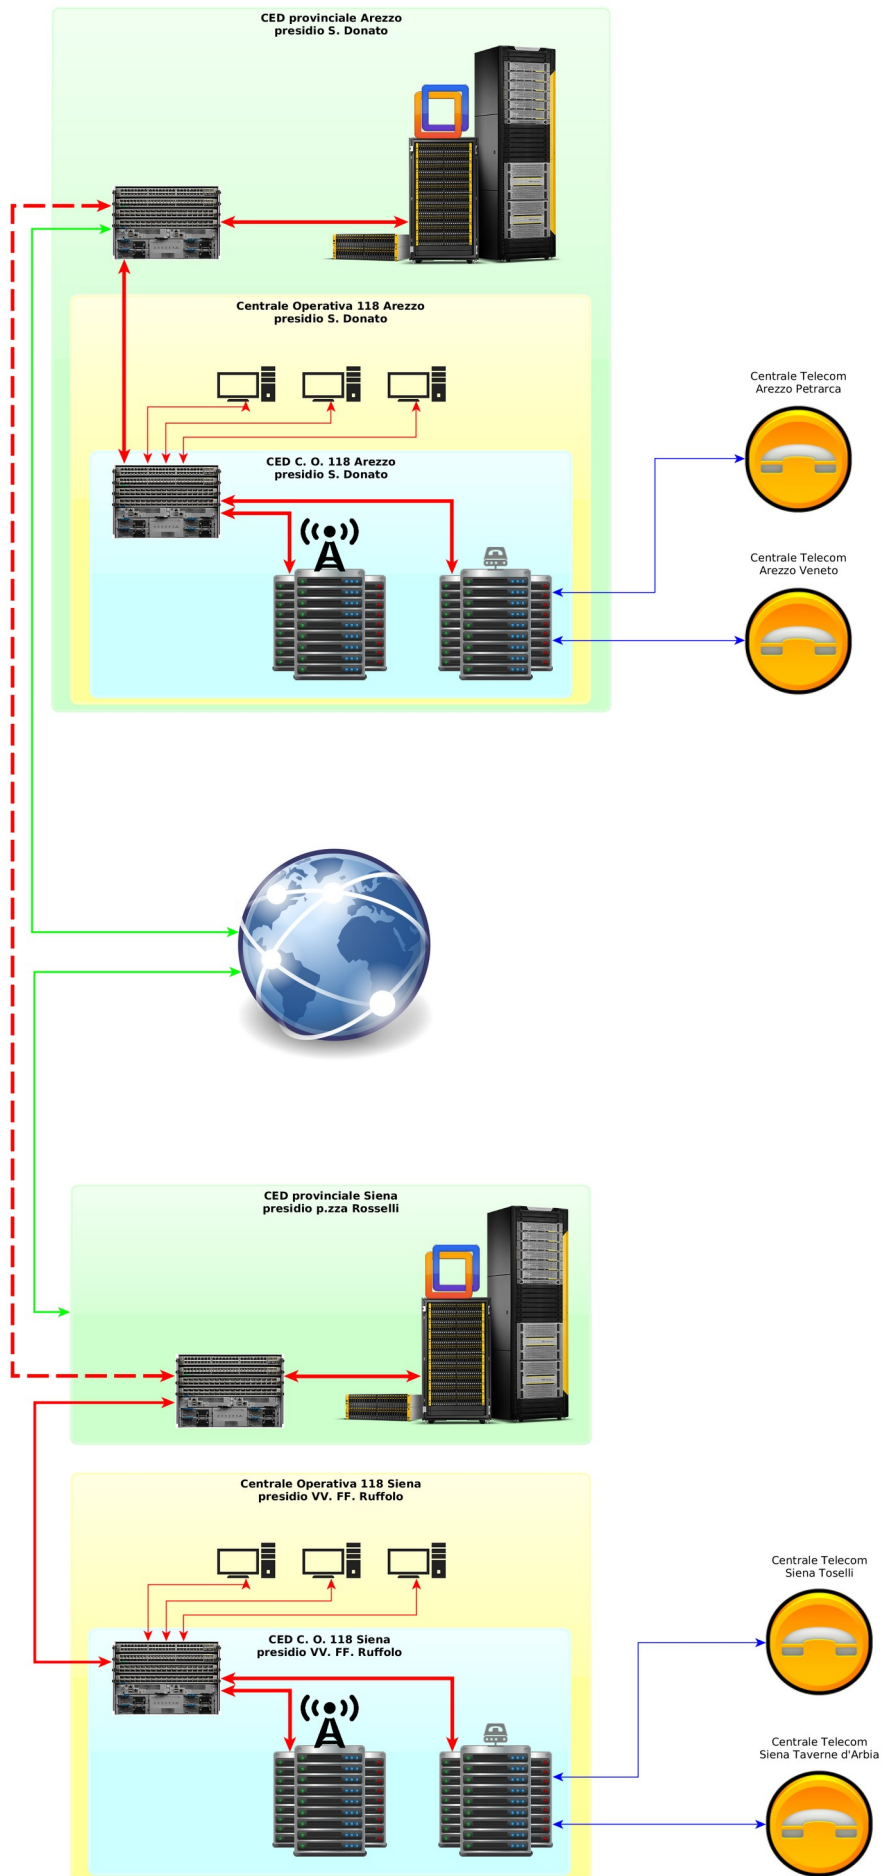 CED provinciale Arezzo
presidio S. Donato
Centrale Operativa 118 Arezzo
presidio S. Donato
Centrale Telecom
Arezzo Petrarca
CED C. O. 118 Arezzo
presidio S. Donato
Centrale Telecom
Arezzo Veneto
CED provinciale Siena
presidio p.zza Rosselli
Centrale Operativa 118 Siena
presidio VV. FF. Ruffolo
Centrale Telecom
Siena Toselli
CED C. O. 118 Siena
presidio VV. FF. Ruffolo
Centrale Telecom
Siena Taverne d'Arbia